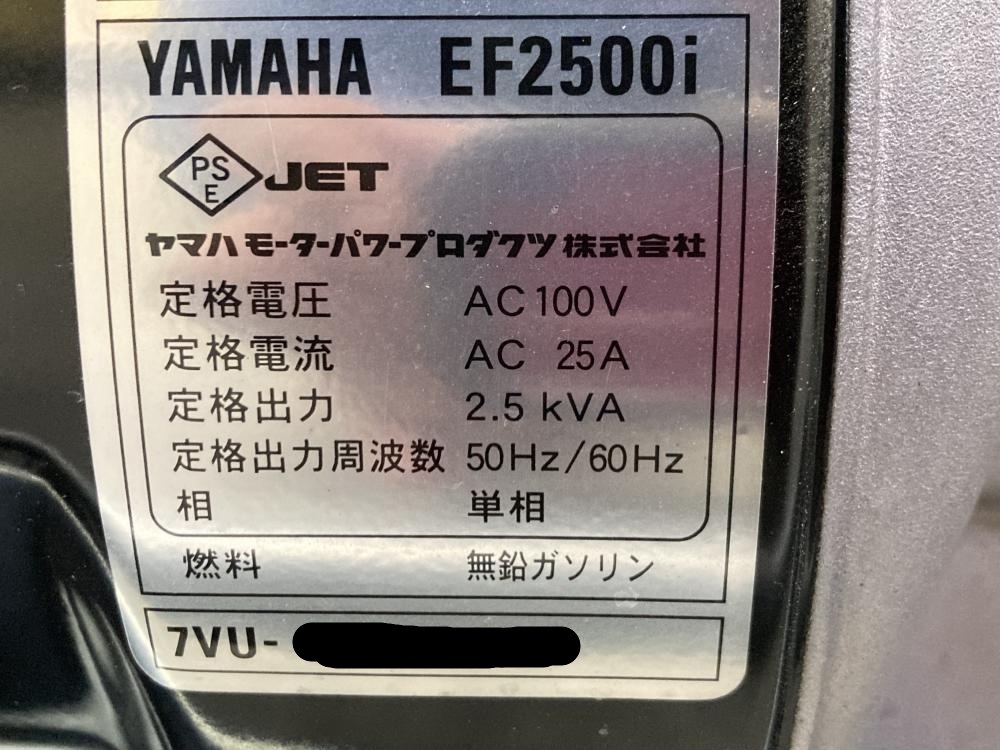 YAMAHA EF2500i
PS
E
JET
ヤマハモーターパワープロダクツ株式会社
定格電圧 AC100V
定格電流 AC 25A
定格出力 2.5 kVA
定格出力周波数 50Hz/60Hz
相 単相
燃料 無鉛ガソリン
7VU-